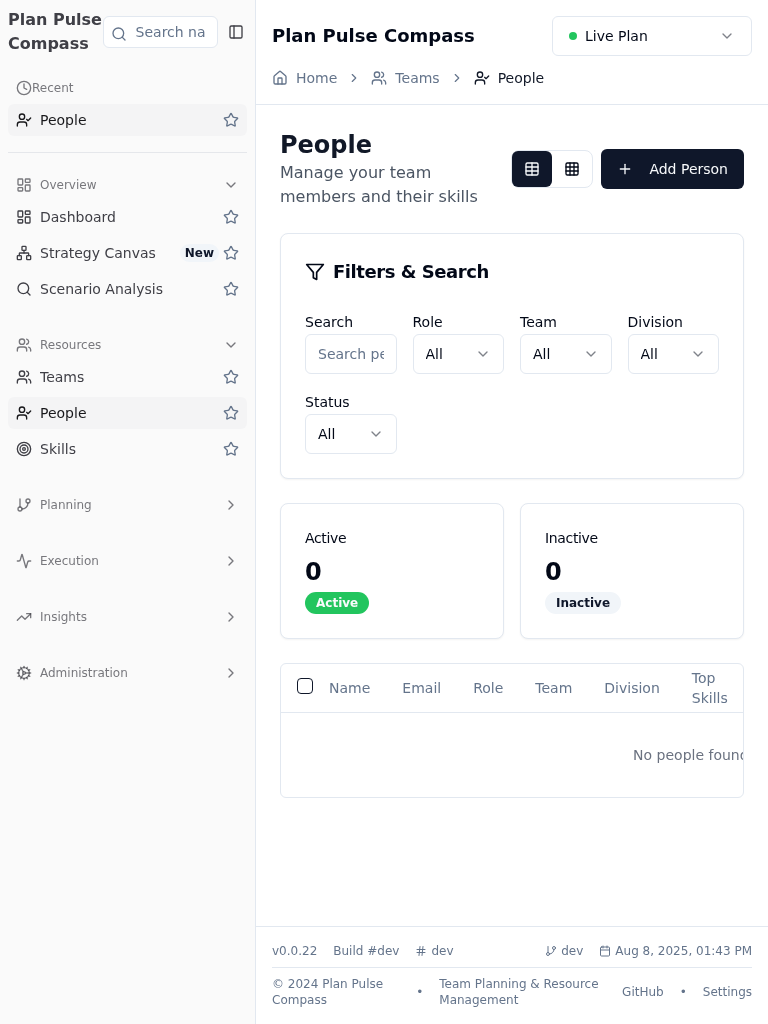 Plan Pulse
Compass
Search na
Recent
People
Overview
Dashboard
Strategy Canvas New
Scenario Analysis
Resources
Teams
People
Skills
Planning
Execution
Insights
Administration
Plan Pulse Compass
Live Plan
Home Teams People
People
Manage your team
members and their skills
Add Person
Filters & Search
Search Role Team Division
Search pe All All All
Status
All
Active
0
Active
Inactive
0
Inactive
Name Email Role Team Division Top
Skills
No people found
v0.0.22 Build #dev # dev dev Aug 8, 2025, 01:43 PM
© 2024 Plan Pulse
Compass
•
Team Planning & Resource
Management
GitHub • Settings